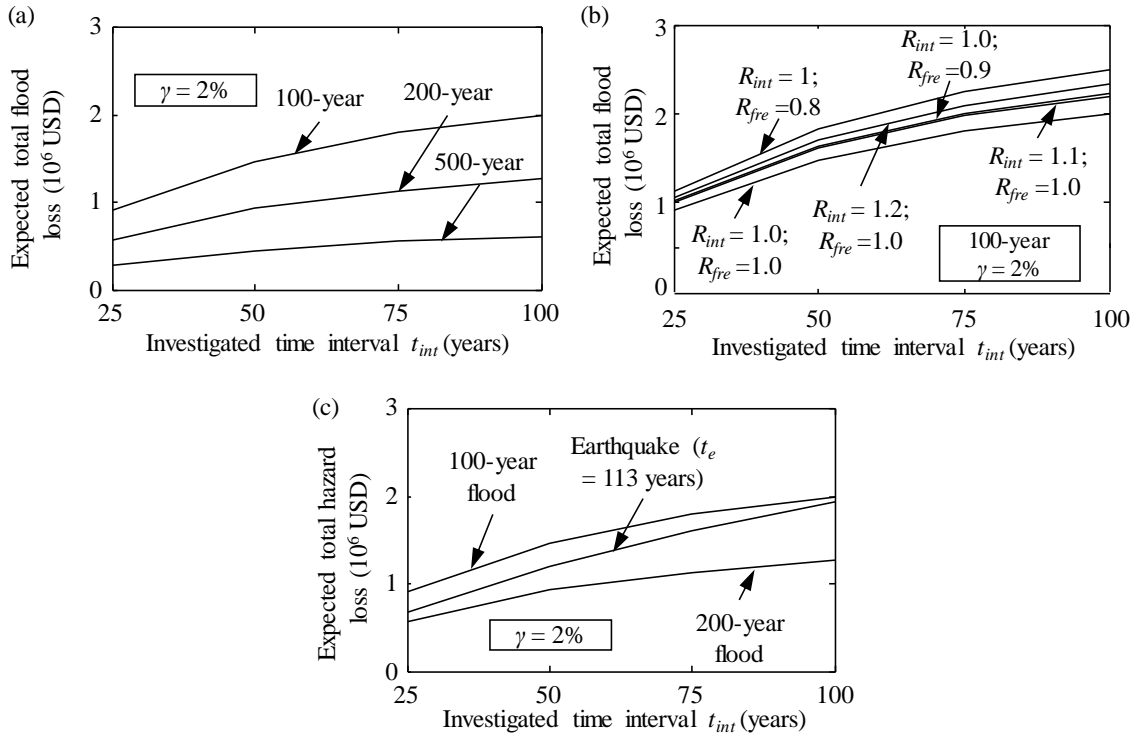 (a)
Expected total flood
loss (10⁶ USD)
3
2
1
0
γ = 2%
100-year
200-year
500-year
25
50
75
100
Investigated time interval t_int (years)
(b)
Expected total flood
loss (10⁶ USD)
3
2
1
0
R_int = 1;
R_fre =0.8
R_int = 1.0;
R_fre =0.9
R_int = 1.1;
R_fre =1.0
R_int = 1.2;
R_fre =1.0
R_int = 1.0;
R_fre =1.0
100-year
γ = 2%
25
50
75
100
Investigated time interval t_int (years)
(c)
Expected total hazard
loss (10⁶ USD)
3
2
1
0
100-year
flood
Earthquake (t_e
= 113 years)
200-year
flood
γ = 2%
25
50
75
100
Investigated time interval t_int (years)